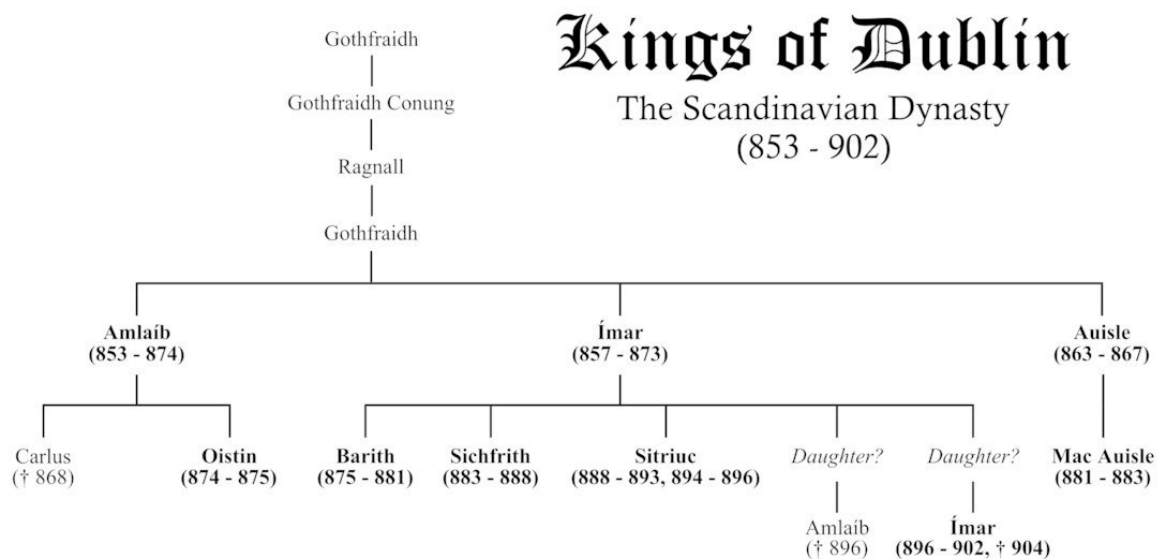 Kings of Dublin
The Scandinavian Dynasty
(853 - 902)
Gothfraidh
Gothfraidh Conung
Ragnall
Gothfraidh
Amlaíb
(853 - 874)
Ímar
(857 - 873)
Auisle
(863 - 867)
Carlus
(† 868)
Oistin
(874 - 875)
Barith
(875 - 881)
Sichfrith
(883 - 888)
Sitriuc
(888 - 893, 894 - 896)
Daughter?
Daughter?
Mac Auisle
(881 - 883)
Amlaíb
(† 896)
Ímar
(896 - 902, † 904)